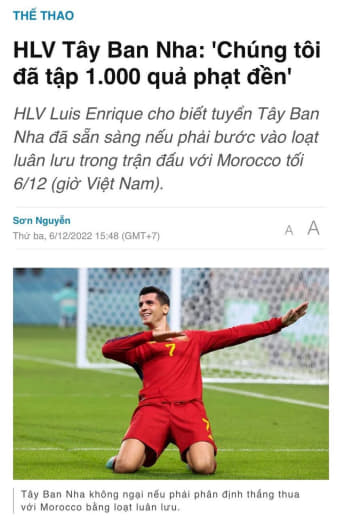 THỂ THAO
HLV Tây Ban Nha: 'Chúng tôi
đã tập 1.000 quả phạt đền'
HLV Luis Enrique cho biết tuyển Tây Ban
Nha đã sẵn sàng nếu phải bước vào loạt
luân lưu trong trận đấu với Morocco tối
6/12 (giờ Việt Nam).
Sơn Nguyễn
Thứ ba, 6/12/2022 15:48 (GMT+7)
A A
7
7
Tây Ban Nha không ngại nếu phải phân định thắng thua
với Morocco bằng loạt luân lưu.